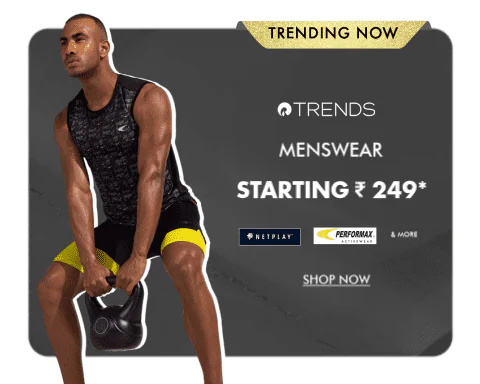 TRENDING NOW
TRENDS
MENSWEAR
STARTING ₹ 249*
NETPLAY
PERFORMAX
ACTIVEWEAR
& MORE
SHOP NOW